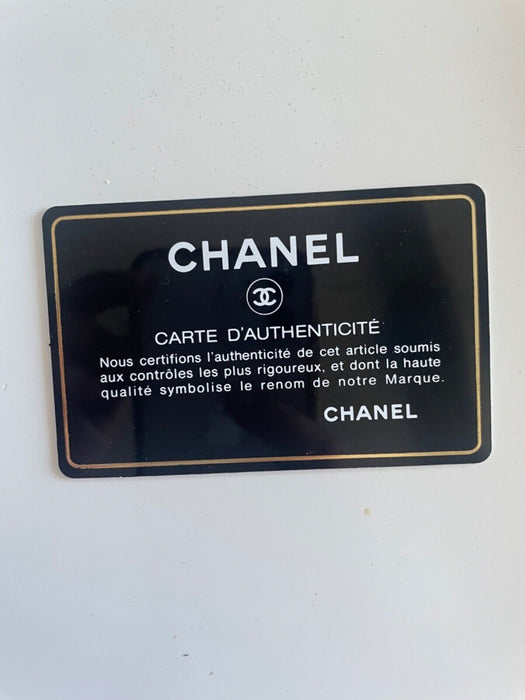 CHANEL
CARTE D'AUTHENTICITÉ
Nous certifions l'authenticité de cet article soumis
aux contrôles les plus rigoureux, et dont la haute
qualité symbolise le renom de notre Marque.
CHANEL